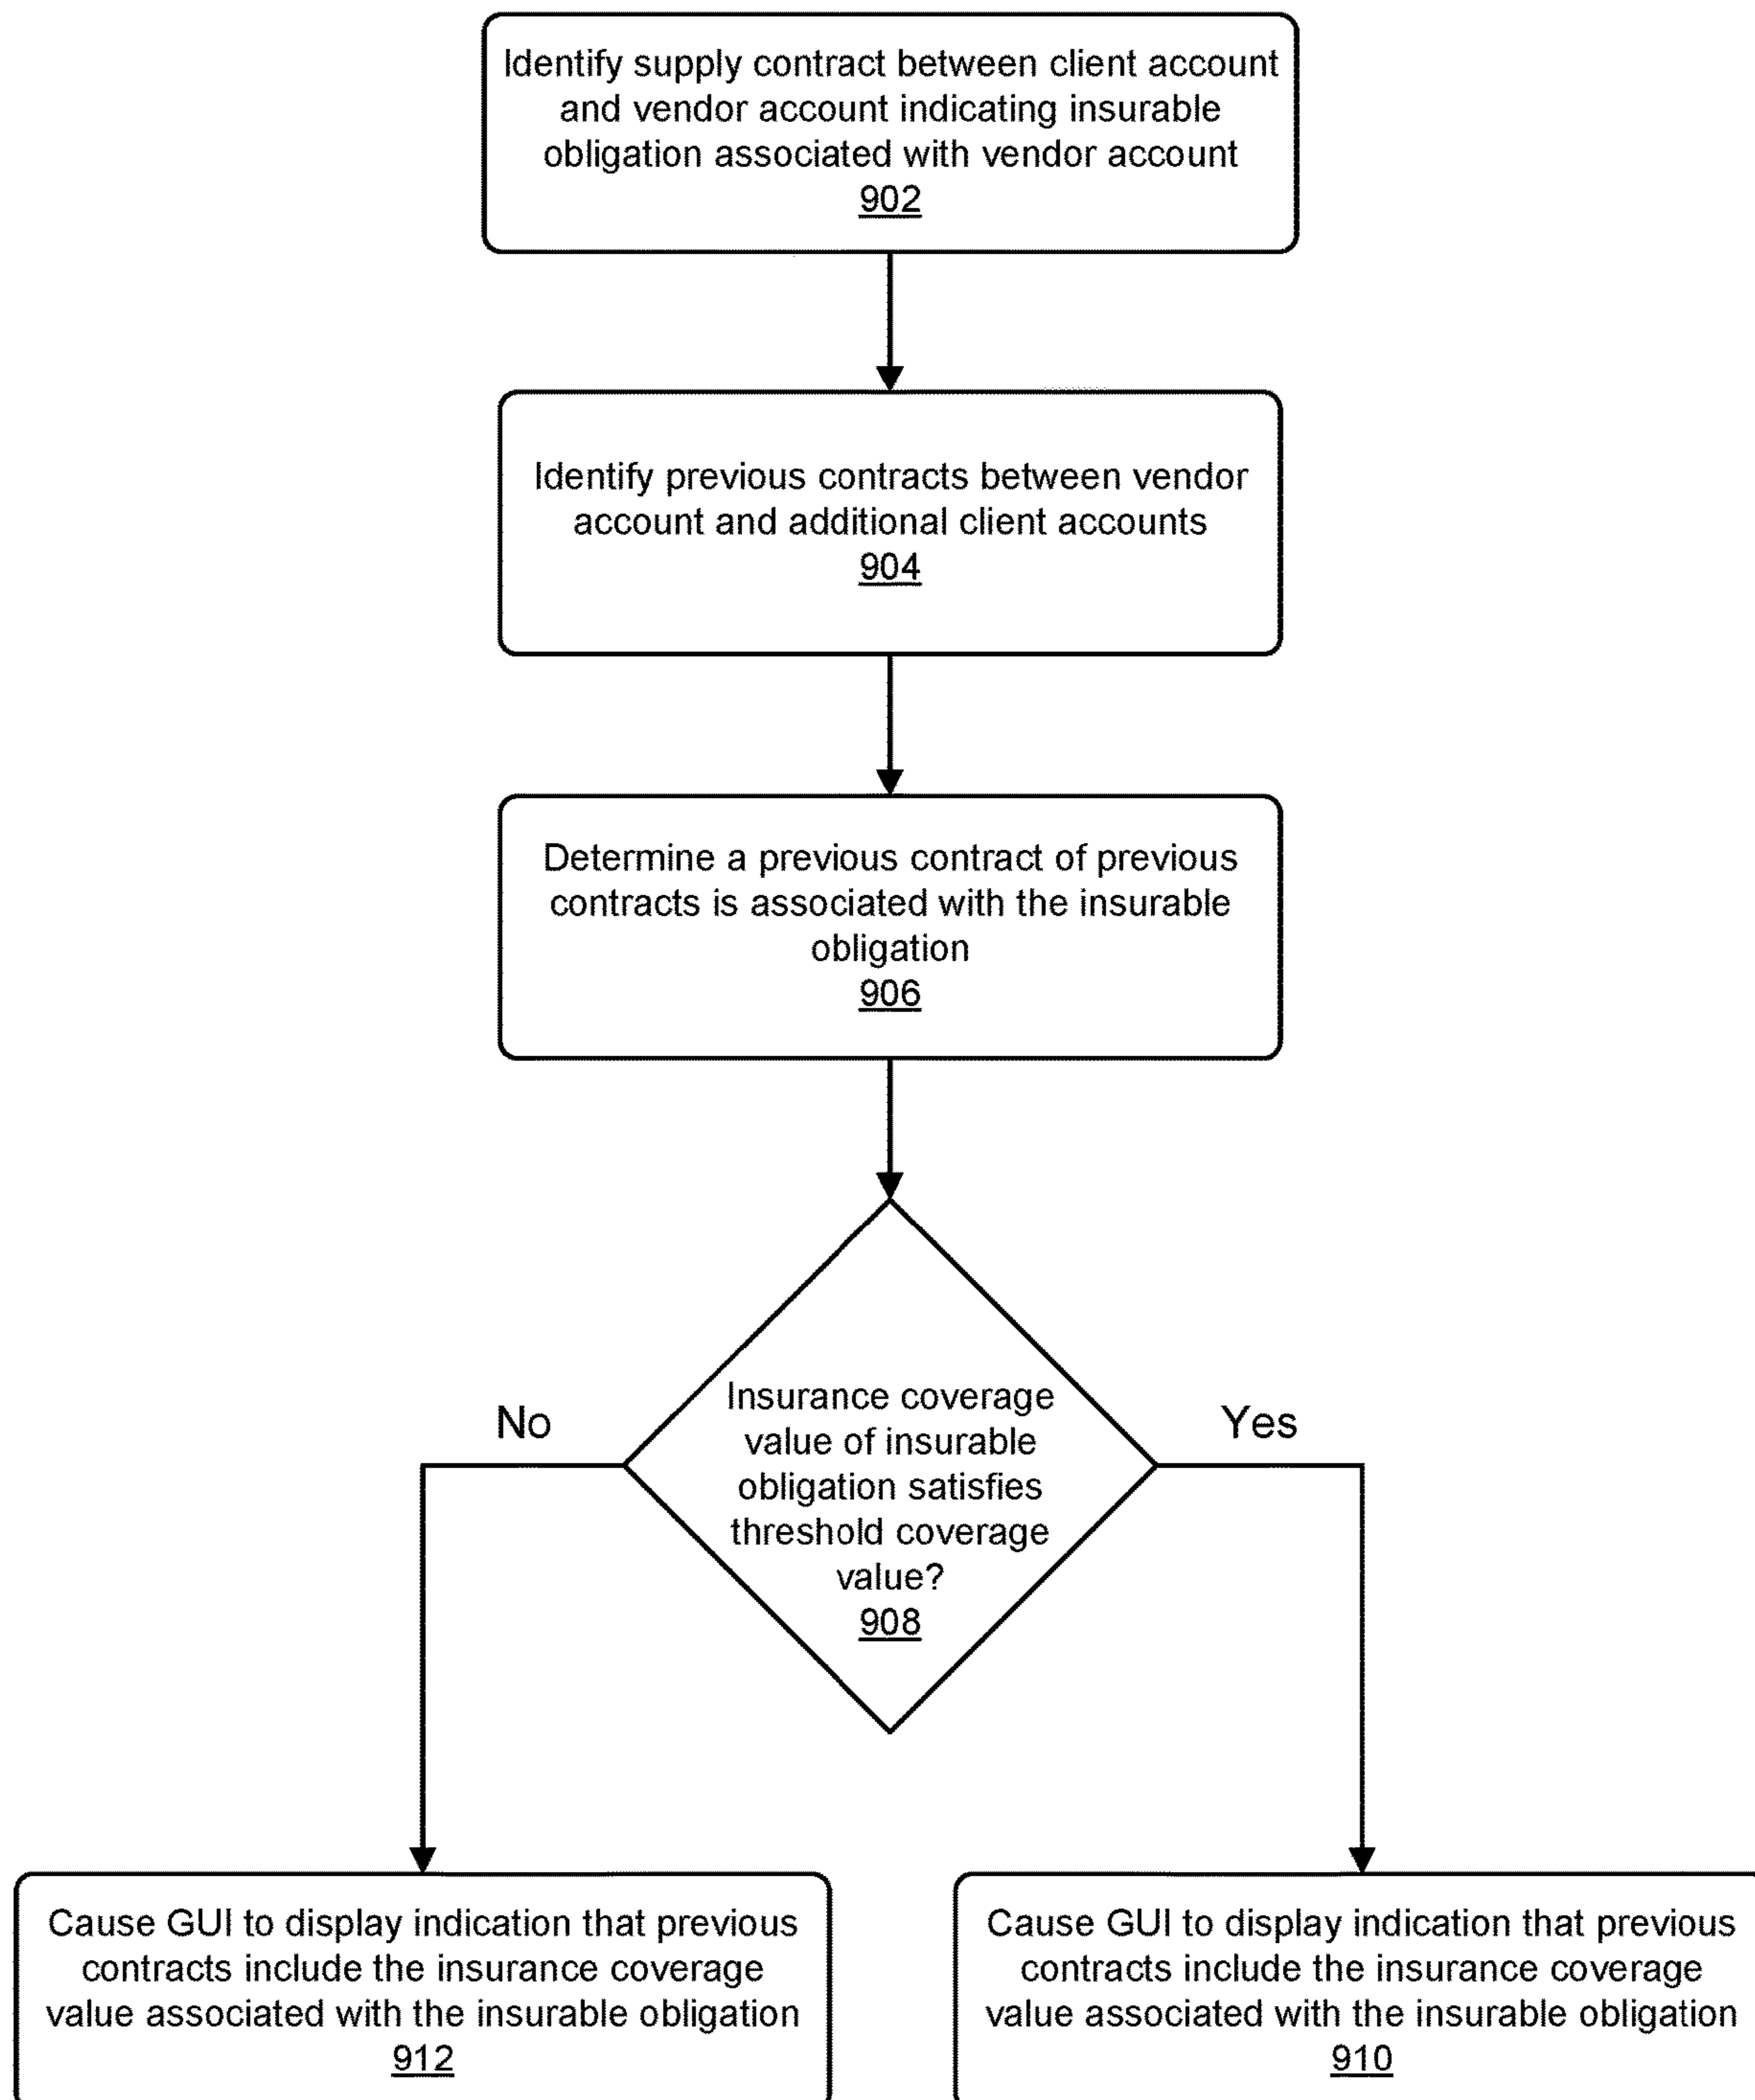 Identify supply contract between client account
and vendor account indicating insurable
obligation associated with vendor account
902
Identify previous contracts between vendor
account and additional client accounts
904
Determine a previous contract of previous
contracts is associated with the insurable
obligation
906
Insurance coverage
value of insurable
obligation satisfies
threshold coverage
value?
908
No
Yes
Cause GUI to display indication that previous
contracts include the insurance coverage
value associated with the insurable obligation
912
Cause GUI to display indication that previous
contracts include the insurance coverage
value associated with the insurable obligation
910